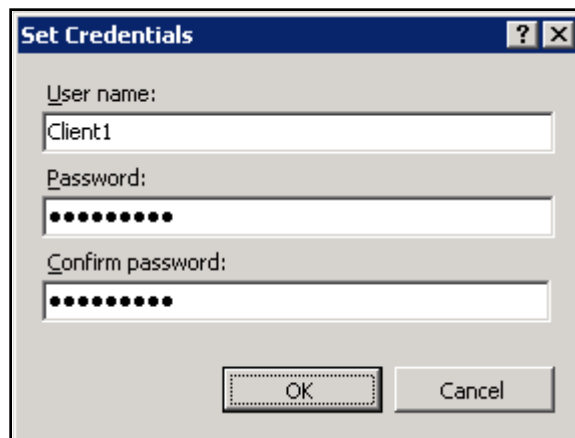 Set Credentials
User name:
Client1
Password:
●●●●●●●●●
Confirm password:
●●●●●●●●●
OK Cancel